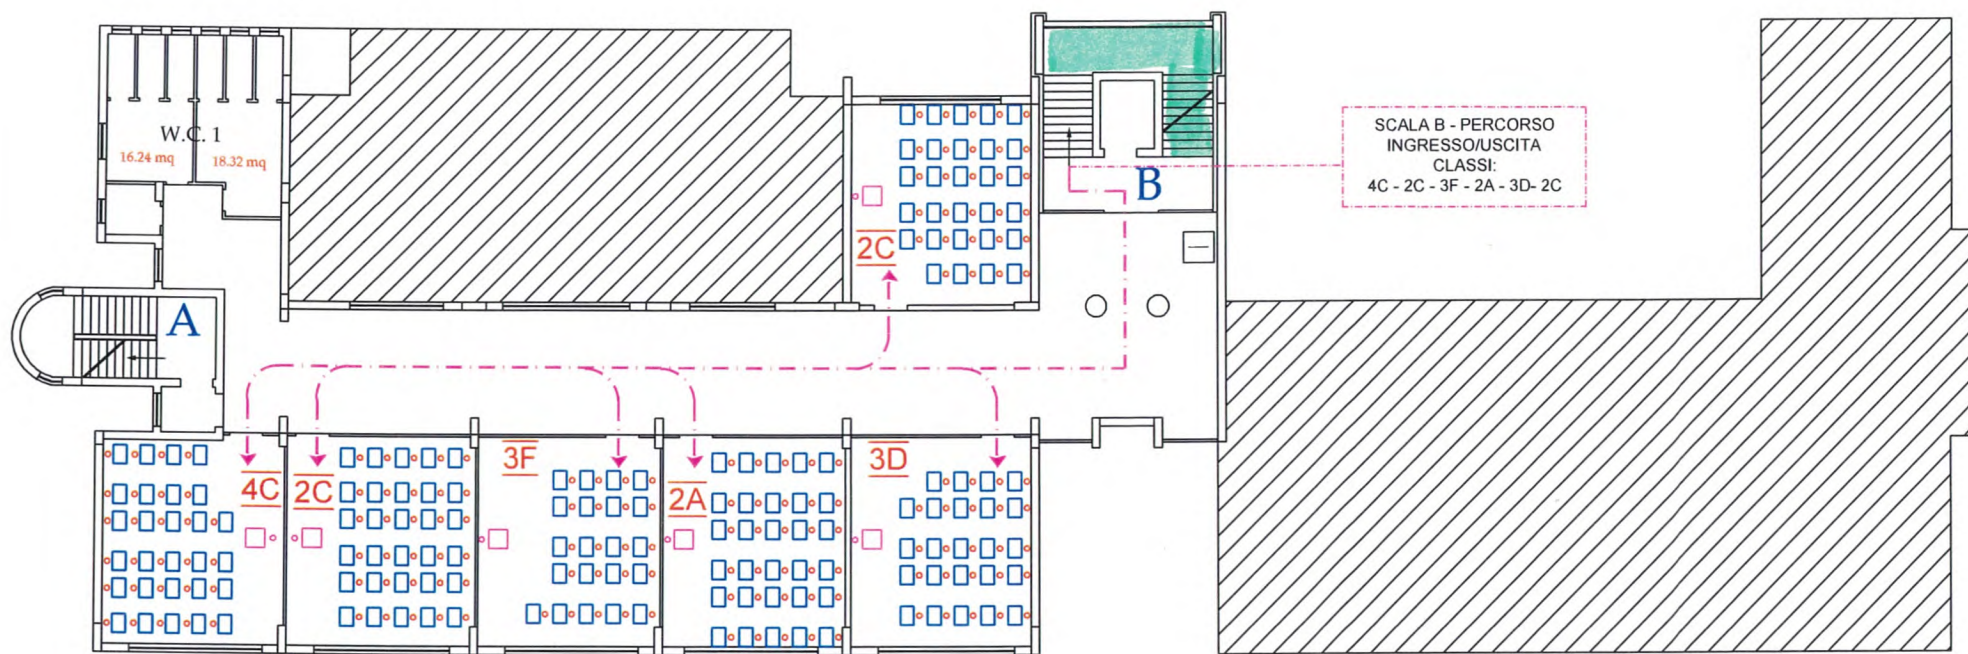 W.C. 1
16.24 mq
18.32 mq
A
B
SCALA B - PERCORSO
INGRESSO/USCITA
CLASSI:
4C - 2C - 3F - 2A - 3D- 2C
2C
4C
2C
3F
2A
3D